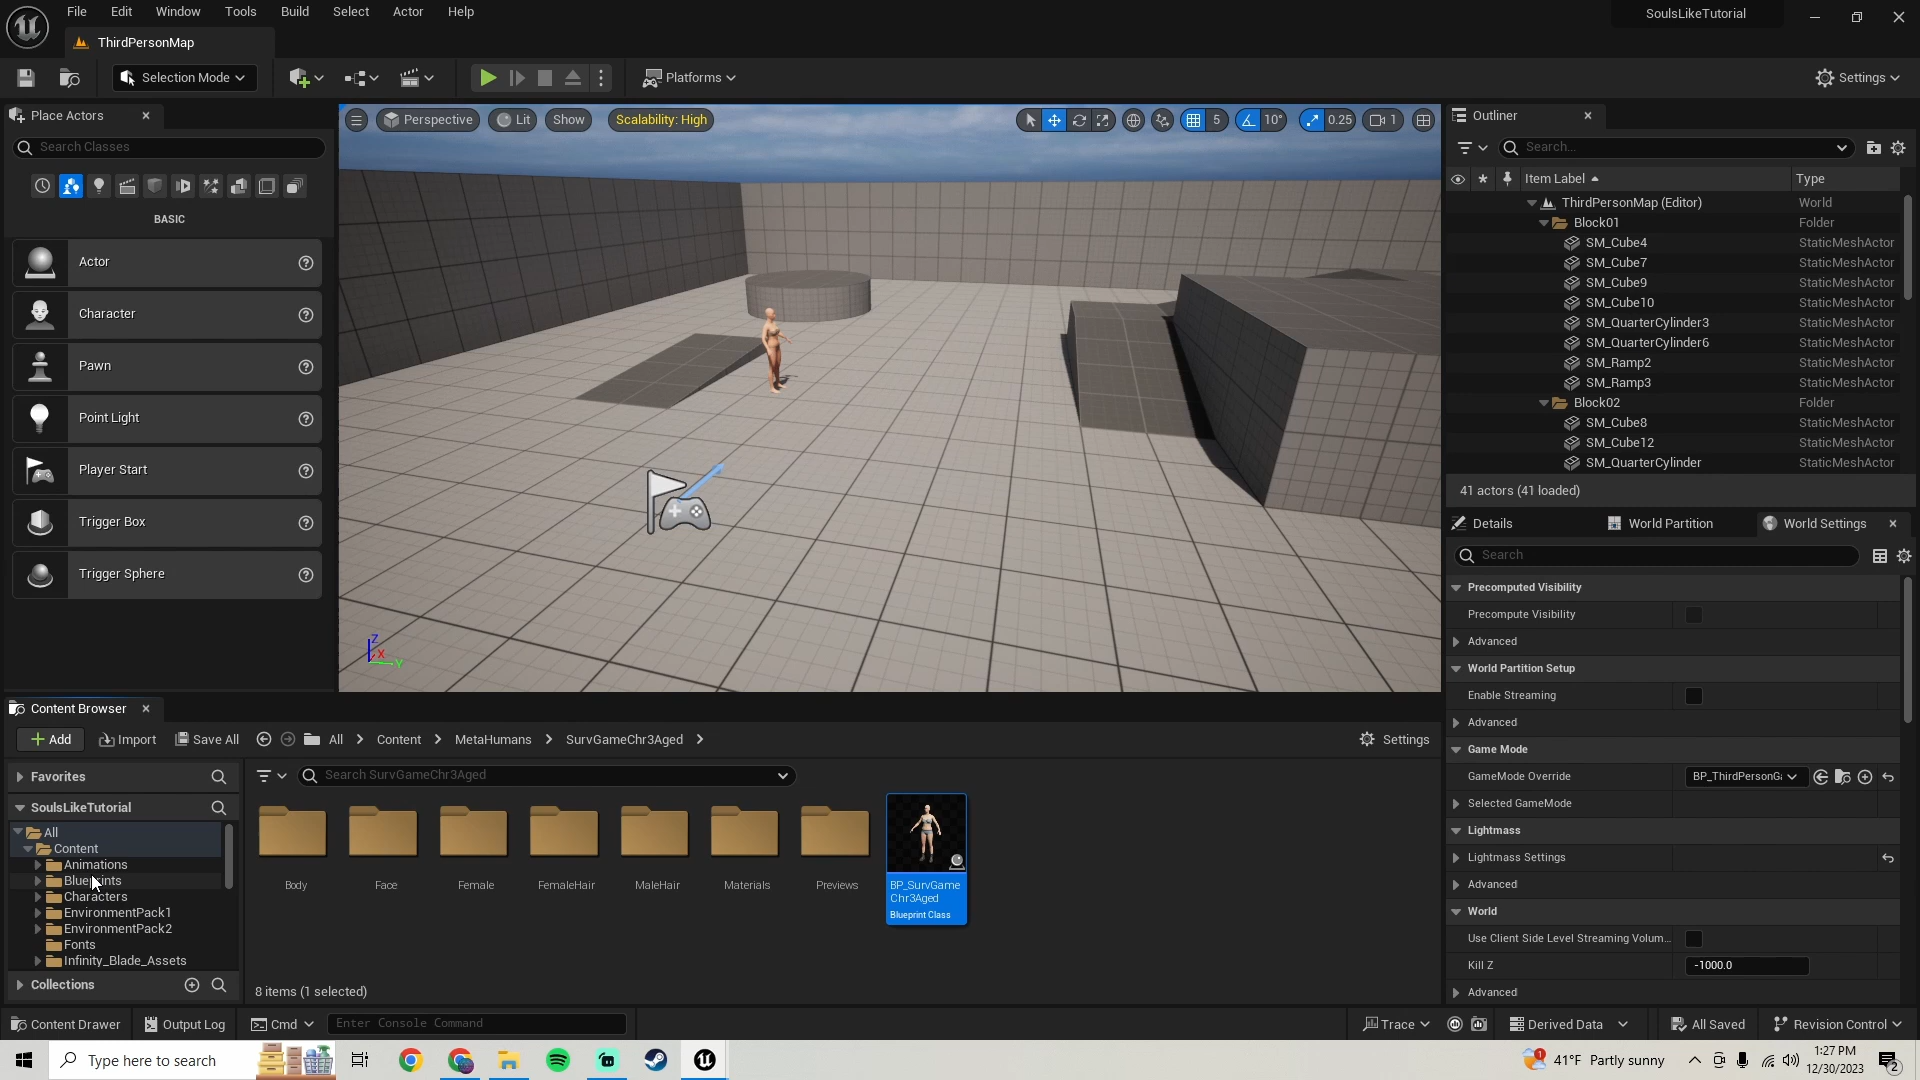 File Edit Window Tools Build Select Actor Help
SoulsLikeTutorial
ThirdPersonMap
Selection Mode
Platforms
Settings
Place Actors
Search Classes
BASIC
Actor
Character
Pawn
Point Light
Player Start
Trigger Box
Trigger Sphere
Perspective Lit Show Scalability: High
5 10° 0.25 1
Z
X
Y
Outliner
Search...
Item Label Type
ThirdPersonMap (Editor) World
Block01 Folder
SM_Cube4 StaticMeshActor
SM_Cube7 StaticMeshActor
SM_Cube9 StaticMeshActor
SM_Cube10 StaticMeshActor
SM_QuarterCylinder3 StaticMeshActor
SM_QuarterCylinder6 StaticMeshActor
SM_Ramp2 StaticMeshActor
SM_Ramp3 StaticMeshActor
Block02 Folder
SM_Cube8 StaticMeshActor
SM_Cube12 StaticMeshActor
SM_QuarterCylinder StaticMeshActor
41 actors (41 loaded)
Details World Partition World Settings
Search
Precomputed Visibility
Precompute Visibility
Advanced
World Partition Setup
Enable Streaming
Advanced
Game Mode
GameMode Override BP_ThirdPersonGa
Selected GameMode
Lightmass
Lightmass Settings
Advanced
World
Use Client Side Level Streaming Volum...
Kill Z -1000.0
Advanced
Content Browser
Add Import Save All All Content MetaHumans SurvGameChr3Aged Settings
Favorites
SoulsLikeTutorial
All
Content
Animations
Blueprints
Characters
EnvironmentPack1
EnvironmentPack2
Fonts
Infinity_Blade_Assets
Collections
Search SurvGameChr3Aged
Body Face Female FemaleHair MaleHair Materials Previews
BP_SurvGame
Chr3Aged
Blueprint Class
8 items (1 selected)
Content Drawer Output Log Cmd Enter Console Command Trace Derived Data All Saved Revision Control
Type here to search
41°F Partly sunny
1:27 PM
12/30/2023
2